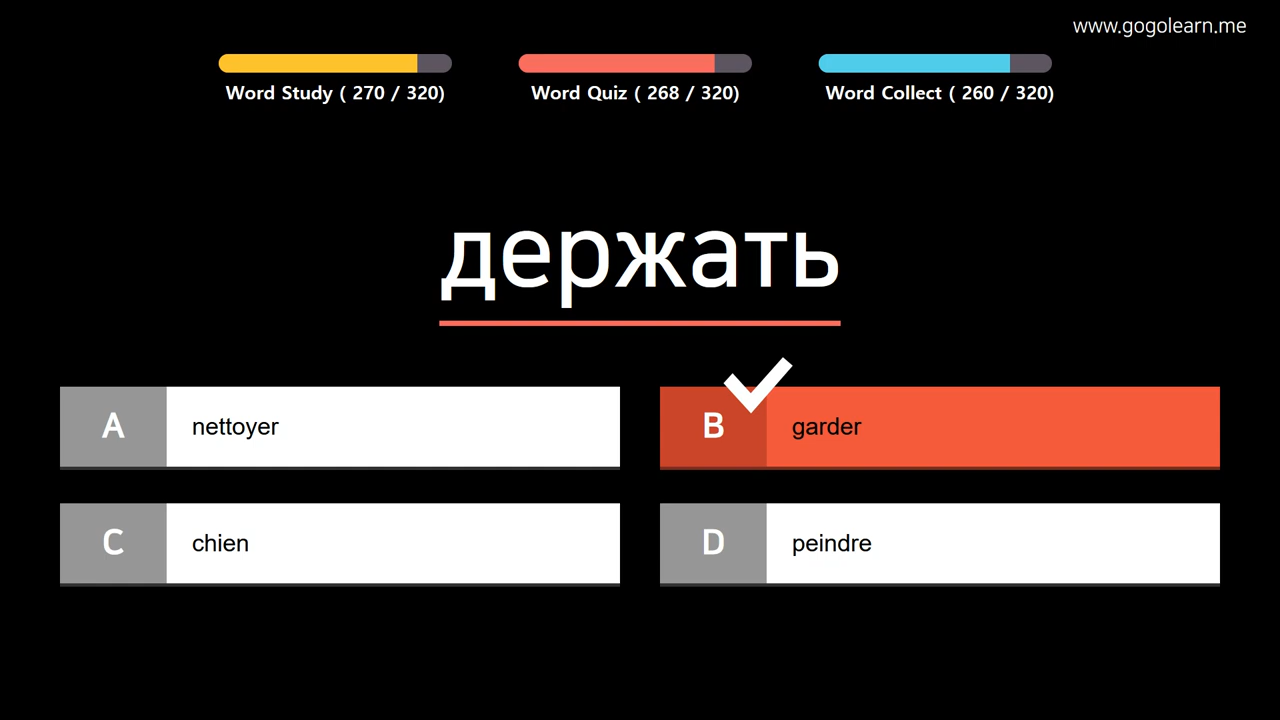 www.gogolearn.me
Word Study ( 270 / 320)
Word Quiz ( 268 / 320)
Word Collect ( 260 / 320)
держать
A nettoyer
B garder
C chien
D peindre